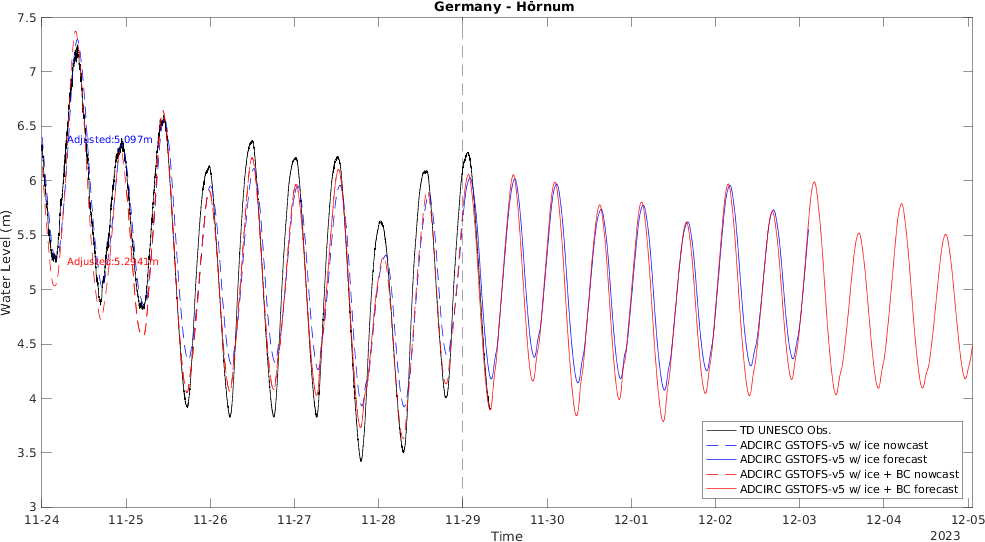 Germany - Hörnum
7.5
7
6.5
6
5.5
5
4.5
4
3.5
3
Water Level (m)
Adjusted:5.097m
Adjusted:5.2941m
TD UNESCO Obs.
ADCIRC GSTOFS-v5 w/ ice nowcast
ADCIRC GSTOFS-v5 w/ ice forecast
ADCIRC GSTOFS-v5 w/ ice + BC nowcast
ADCIRC GSTOFS-v5 w/ ice + BC forecast
11-24 11-25 11-26 11-27 11-28 11-29 11-30 12-01 12-02 12-03 12-04 12-05
Time
2023